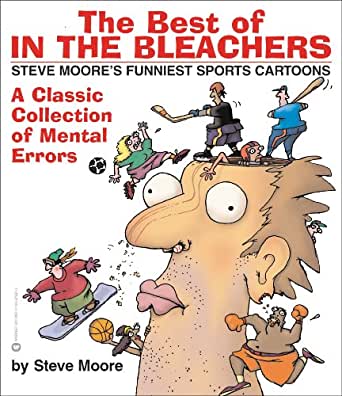 The Best of
IN THE BLEACHERS
STEVE MOORE'S FUNNIEST SPORTS CARTOONS
A Classic
Collection
of Mental
Errors
by Steve Moore